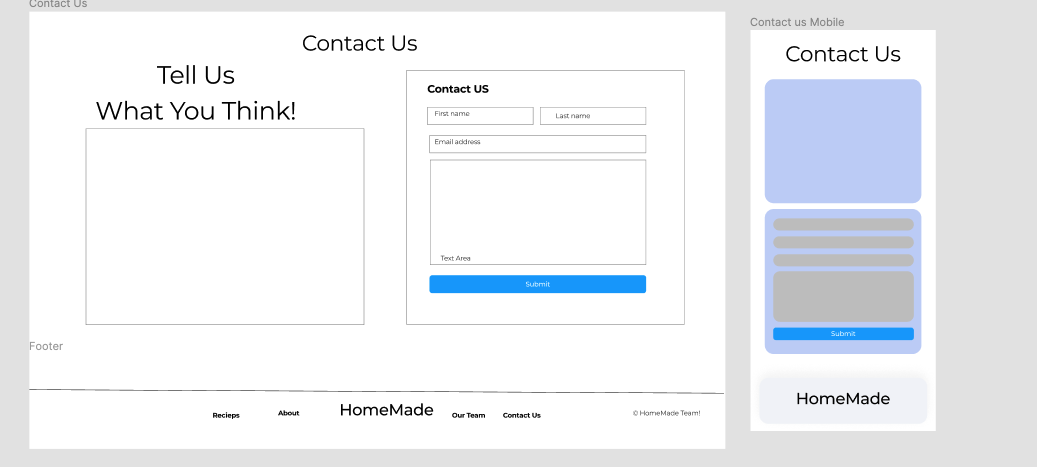 Contact Us
Contact Us
Tell Us
What You Think!
Contact US
First name
Last name
Email address
Text Area
Submit
Footer
Recieps
About
HomeMade
Our Team
Contact Us
© HomeMade Team!
Contact us Mobile
Contact Us
Submit
HomeMade